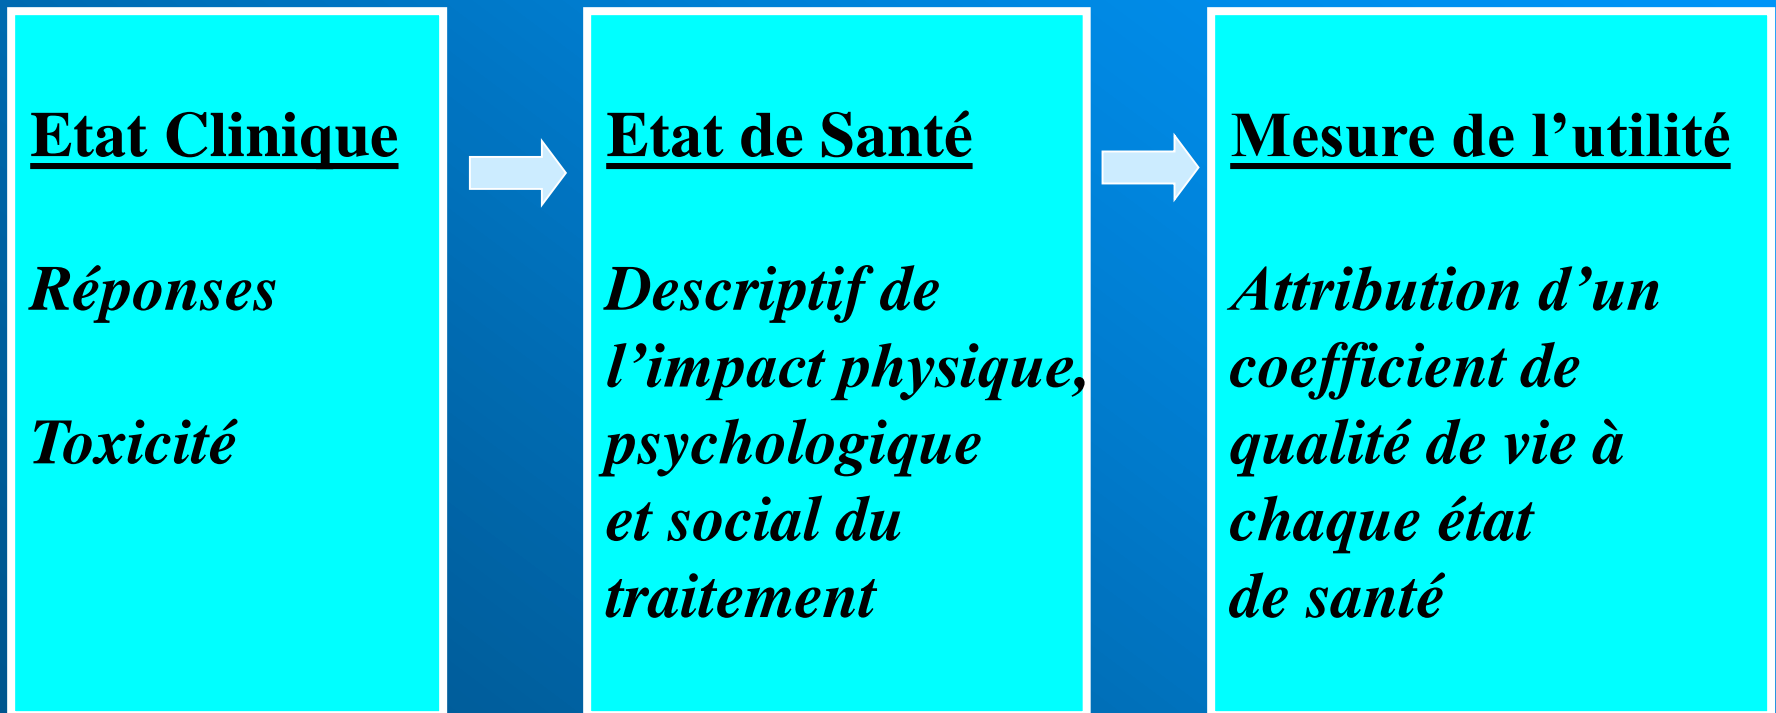 Etat Clinique
Réponses
Toxicité
Etat de Santé
Descriptif de
l’impact physique,
psychologique
et social du
traitement
Mesure de l’utilité
Attribution d’un
coefficient de
qualité de vie à
chaque état
de santé